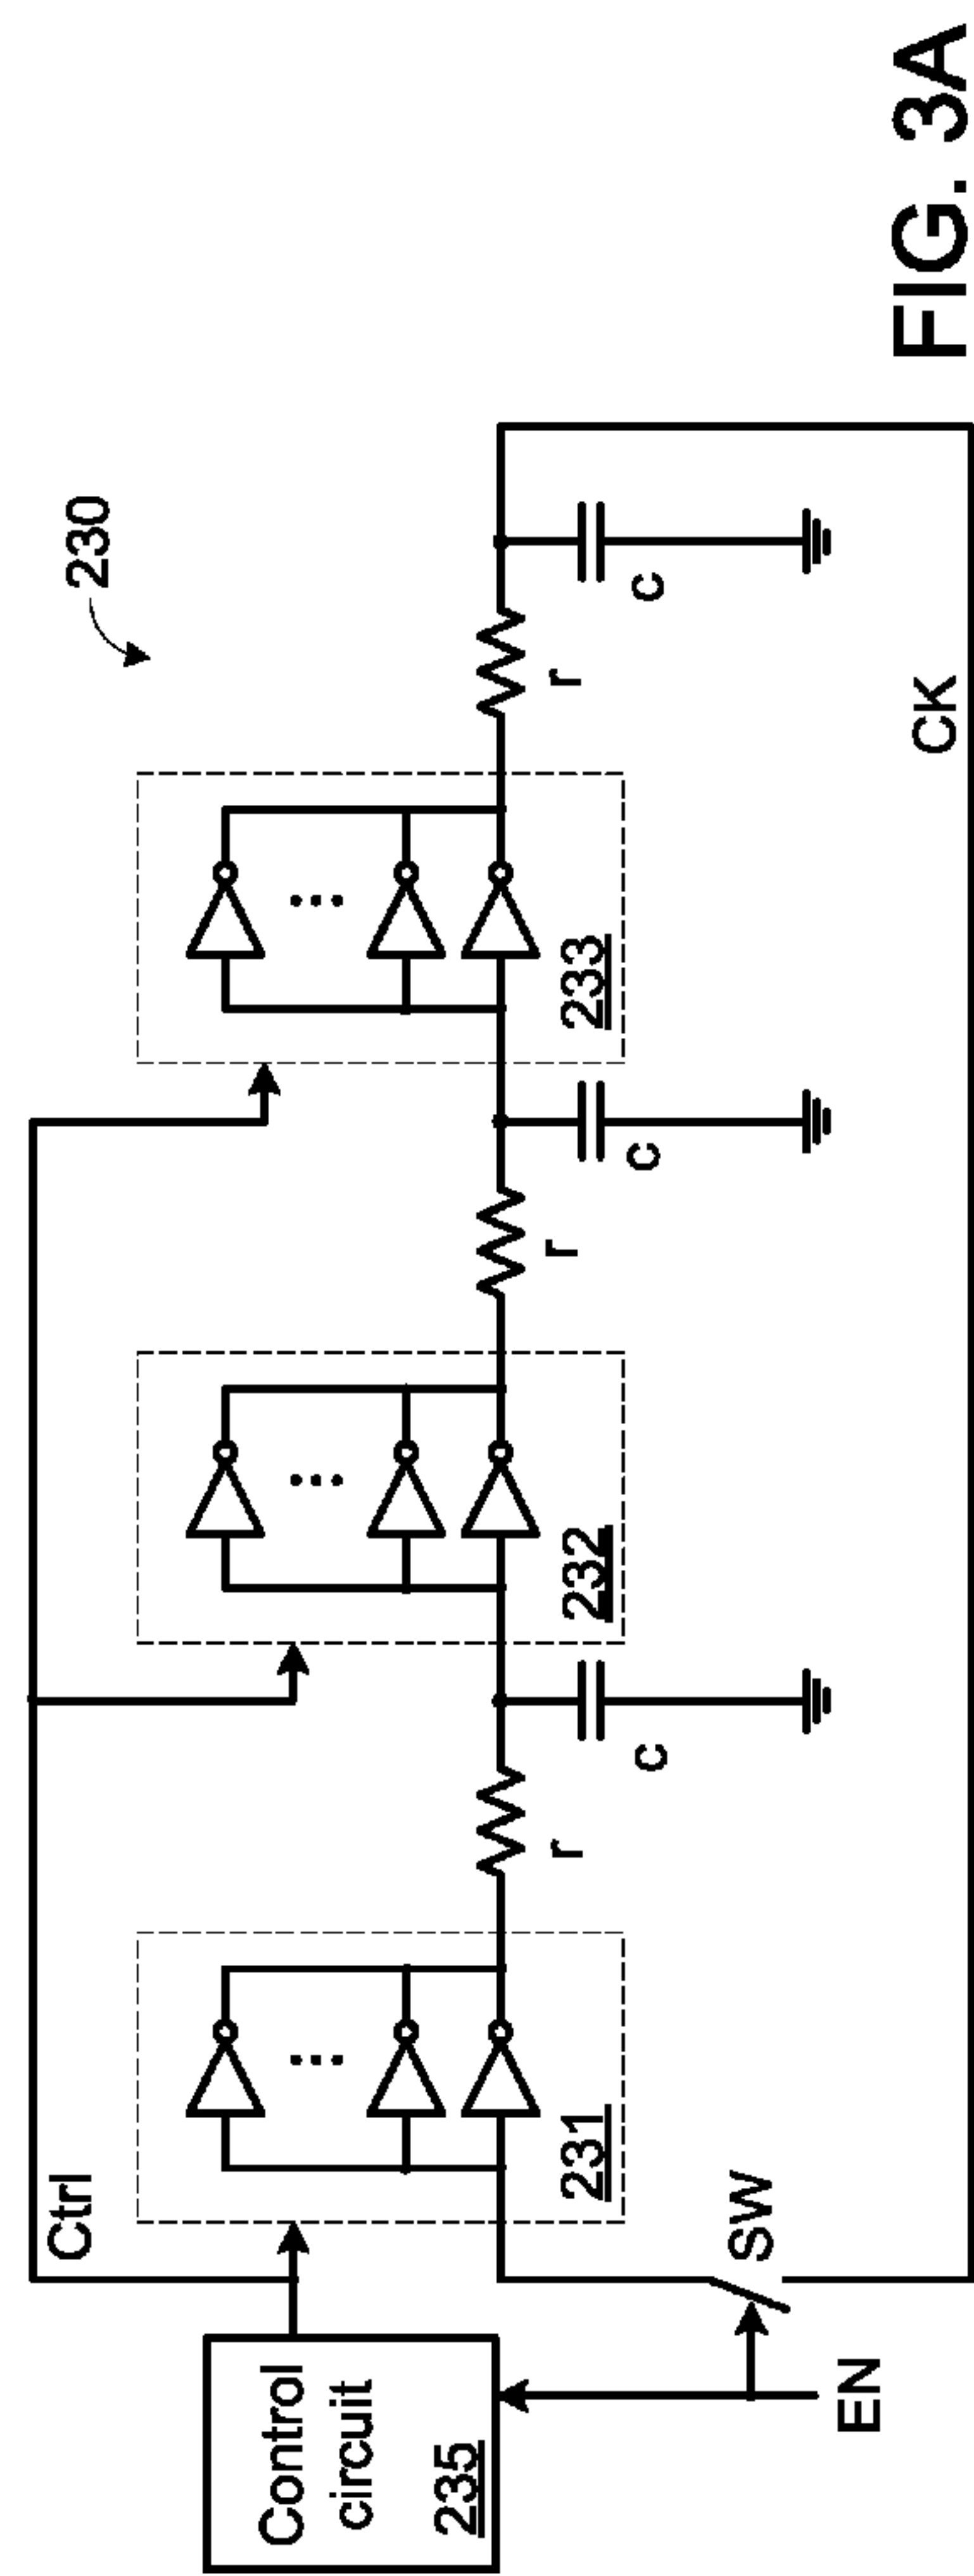 230
Ctrl
Control
circuit
235
231
232
233
r
c
r
c
r
c
SW
EN
CK
FIG. 3A